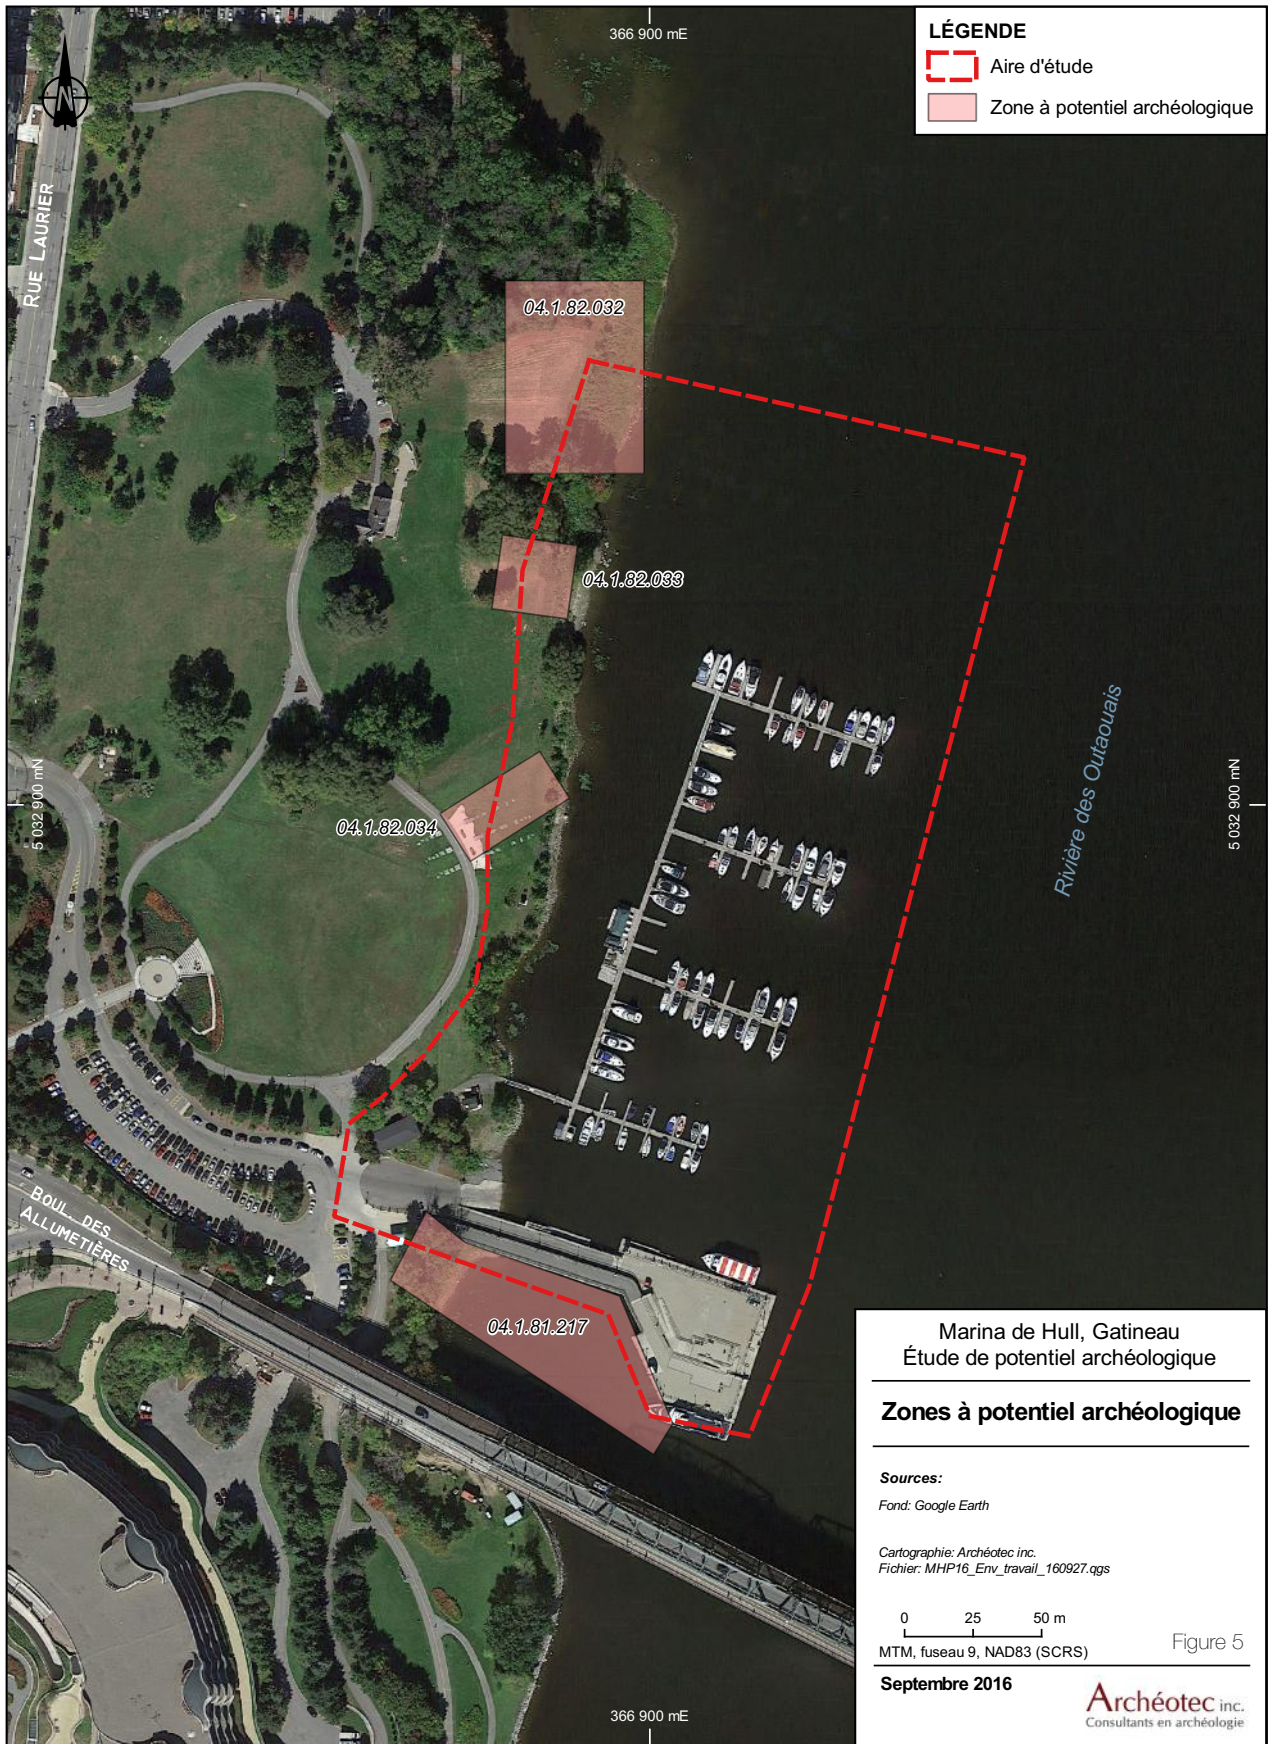 366 900 mE
LÉGENDE
Aire d'étude
Zone à potentiel archéologique
N
RUE LAURIER
04.1.82.032
04.1.82.033
04.1.82.034
5 032 900 mN
5 032 900 mN
Rivière des Outaouais
BOUL. DES
ALLUMETIÈRES
04.1.81.217
Marina de Hull, Gatineau
Étude de potentiel archéologique
Zones à potentiel archéologique
Sources:
Fond: Google Earth
Cartographie: Archéotec inc.
Fichier: MHP16_Env_travail_160927.qgs
0 25 50 m
MTM, fuseau 9, NAD83 (SCRS)
Figure 5
Septembre 2016
Archéotec inc.
Consultants en archéologie
366 900 mE